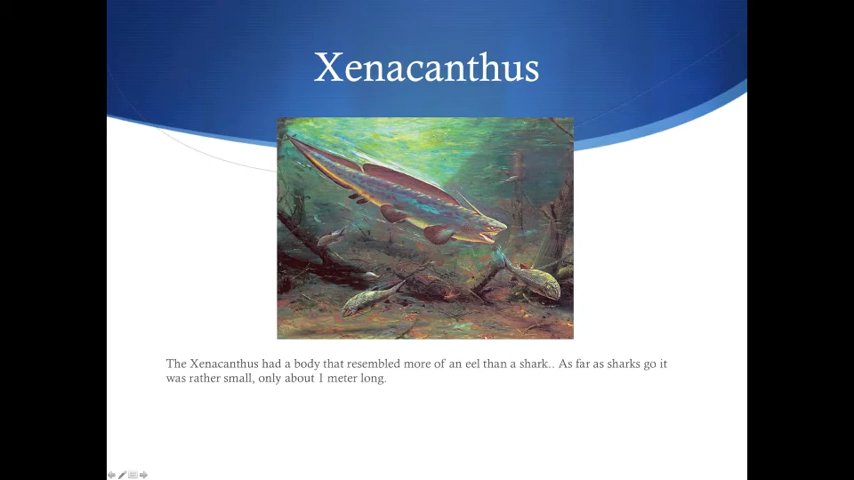 Xenacanthus
The Xenacanthus had a body that resembled more of an eel than a shark.. As far as sharks go it
was rather small, only about 1 meter long.